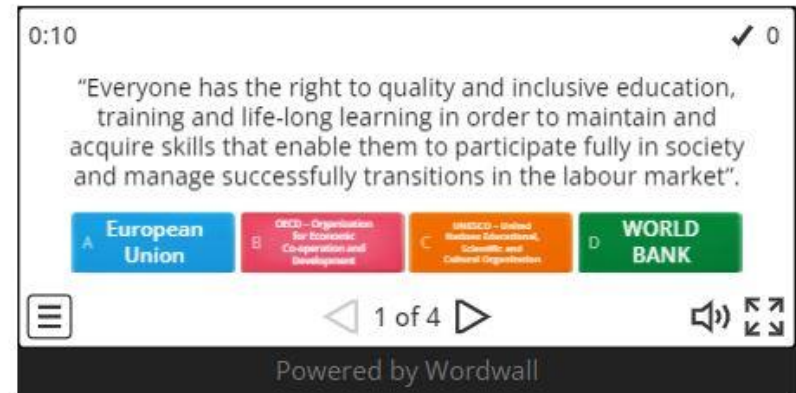 0:10
✓ 0
“Everyone has the right to quality and inclusive education,
training and life-long learning in order to maintain and
acquire skills that enable them to participate fully in society
and manage successfully transitions in the labour market”.
A European
Union
B OECD – Organisation
for Economic
Co-operation and
Development
C UNESCO – United
Nations Educational,
Scientific and
Cultural Organisation
D WORLD
BANK
1 of 4
Powered by Wordwall